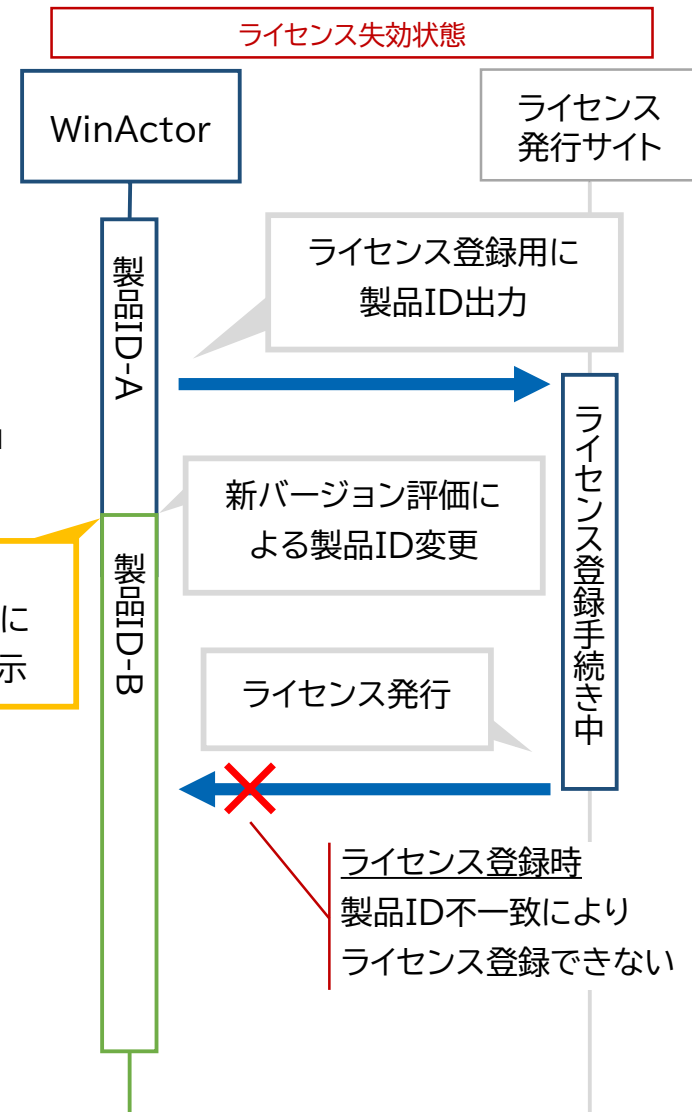 ライセンス失効状態
WinActor
ライセンス
発行サイト
ライセンス登録用に
製品ID出力
製品ID-A
ライセンス登録手続き中
新バージョン評価に
よる製品ID変更
に
示
製品ID-B
ライセンス発行
ライセンス登録時
製品ID不一致により
ライセンス登録できない